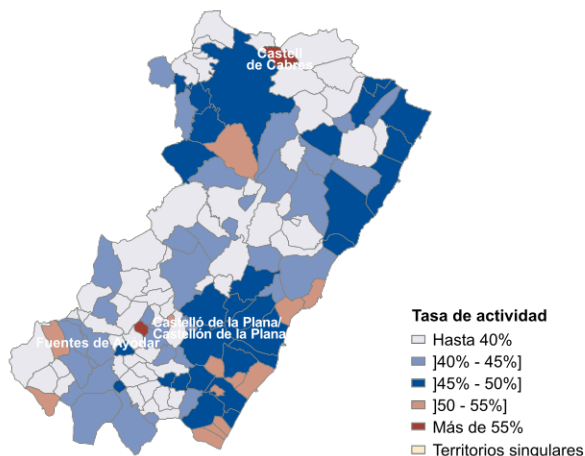 Castell
de Cabres
Castelló de la Plana/
Castellón de la Plana
Fuentes de Ayódar
Tasa de actividad
Hasta 40%
]40% - 45%]
]45% - 50%]
]50 - 55%]
Más de 55%
Territorios singulares